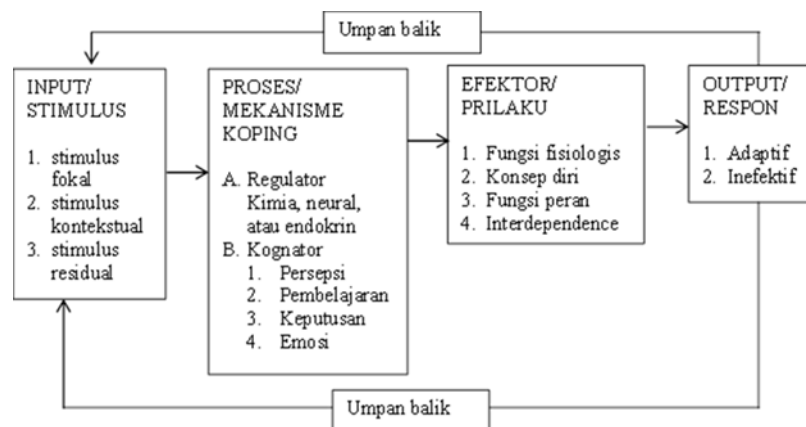 Umpan balik
INPUT/
STIMULUS
1. stimulus
fokal
2. stimulus
kontekstual
3. stimulus
residual
PROSES/
MEKANISME
KOPING
A. Regulator
Kimia, neural,
atau endokrin
B. Kognator
1. Persepsi
2. Pembelajaran
3. Keputusan
4. Emosi
EFEKTOR/
PRILAKU
1. Fungsi fisiologis
2. Konsep diri
3. Fungsi peran
4. Interdependence
OUTPUT/
RESPON
1. Adaptif
2. Inefektif
Umpan balik